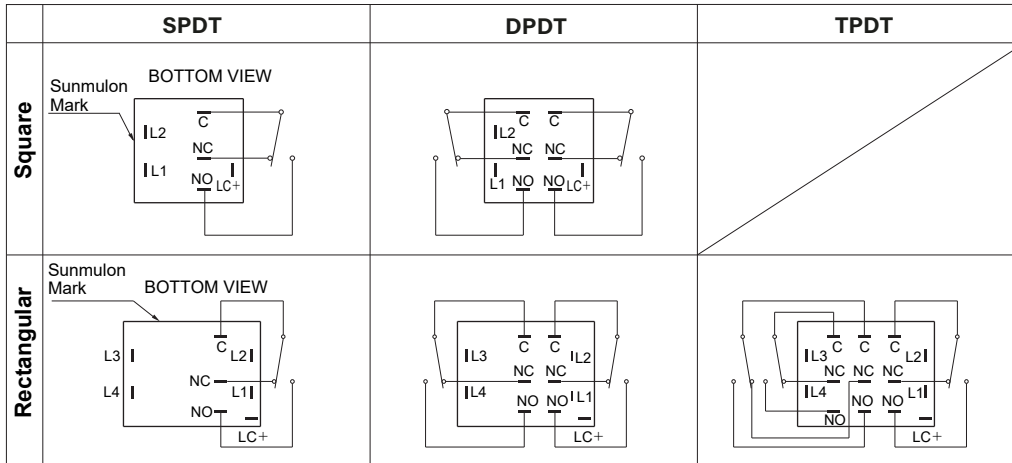 SPDT DPDT TPDT
Square
Sunmulon
Mark
BOTTOM VIEW
C
L2
NC
L1
NO LC+
C C
L2
NC NC
L1 NO NO LC+
Rectangular
Sunmulon
Mark
BOTTOM VIEW
L3 C L2
NC
L4 L1
NO
LC+
C C
L3 L2
NC NC
L4 L1
NO NO
LC+
C C C
L3 L2
NC NC NC
L4 L1
NO NO NO
LC+